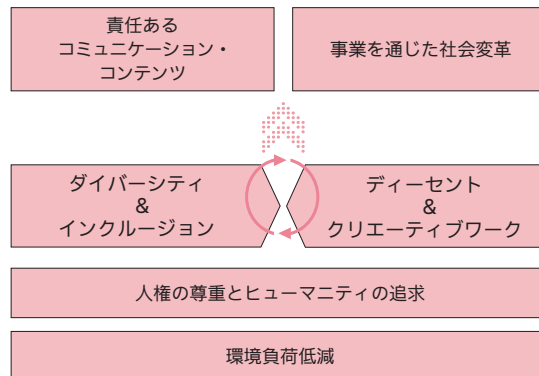 責任ある
コミュニケーション・
コンテンツ
事業を通じた社会変革
ダイバーシティ
&
インクルージョン
ディーセント
&
クリエーティブワーク
人権の尊重とヒューマニティの追求
環境負荷低減